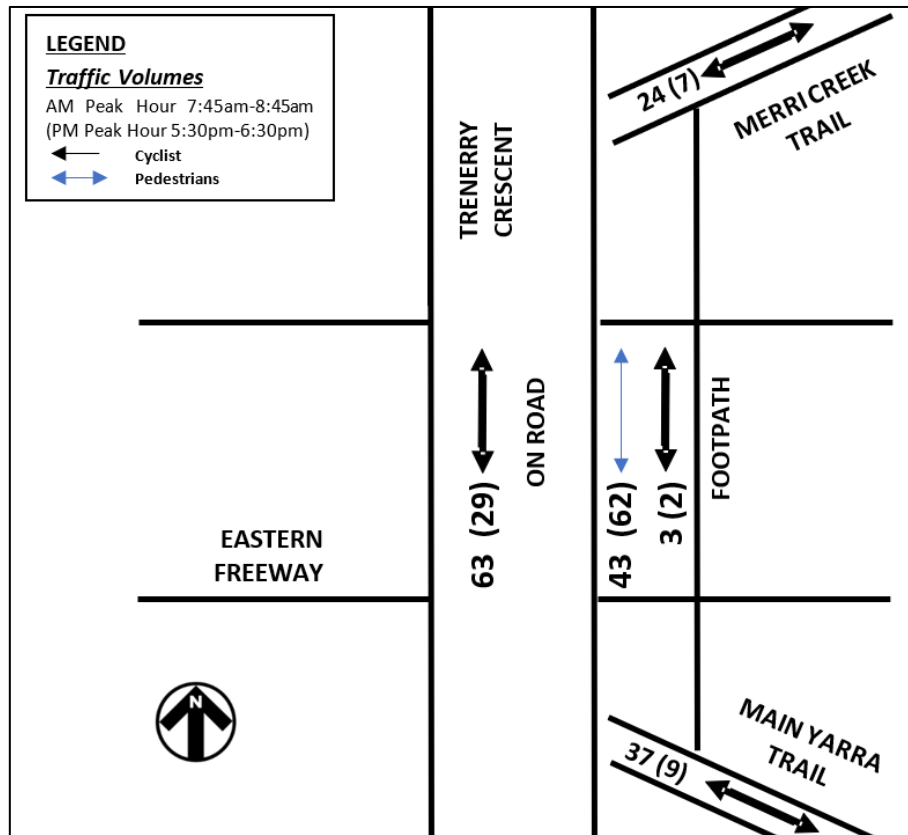 LEGEND
Traffic Volumes
AM Peak Hour 7:45am-8:45am
(PM Peak Hour 5:30pm-6:30pm)
Cyclist
Pedestrians
TRENERRY
CRESCENT
24 (7)
MERRI CREEK
TRAIL
ON ROAD
63 (29)
43 (62)
3 (2)
FOOTPATH
EASTERN
FREEWAY
N
MAIN YARRA
TRAIL
37 (9)